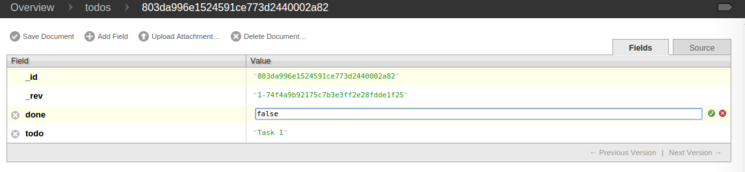 Overview todos 803da996e1524591ce773d2440002a82
Save Document Add Field Upload Attachment… Delete Document…
Fields Source
Field Value
_id "803da996e1524591ce773d2440002a82"
_rev "1-74f4a9b92175c7b3e3ff2e28fdde1f25"
done false
todo "Task 1"
← Previous Version | Next Version →